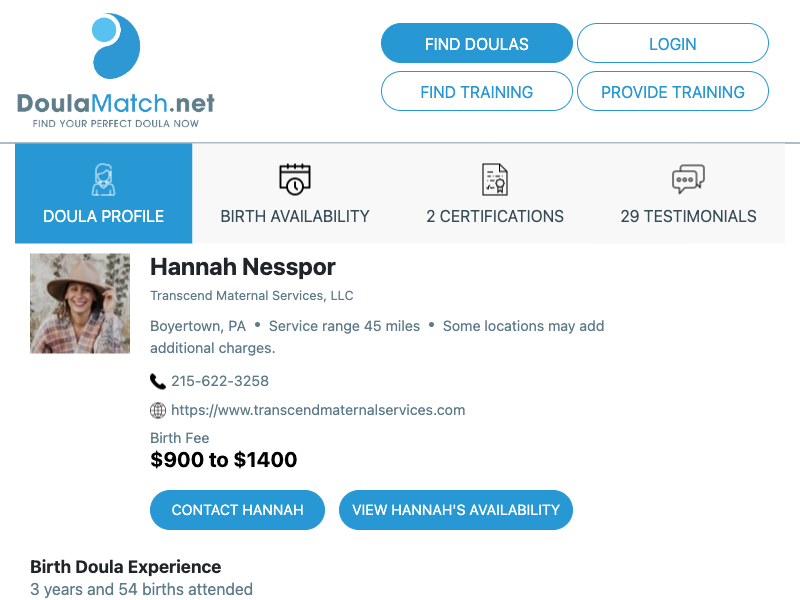 DoulaMatch.net
FIND YOUR PERFECT DOULA NOW
FIND DOULAS
LOGIN
FIND TRAINING
PROVIDE TRAINING
DOULA PROFILE
BIRTH AVAILABILITY
2 CERTIFICATIONS
29 TESTIMONIALS
Hannah Nesspor
Transcend Maternal Services, LLC
Boyertown, PA • Service range 45 miles • Some locations may add
additional charges.
215-622-3258
https://www.transcendmaternalservices.com
Birth Fee
$900 to $1400
CONTACT HANNAH
VIEW HANNAH'S AVAILABILITY
Birth Doula Experience
3 years and 54 births attended